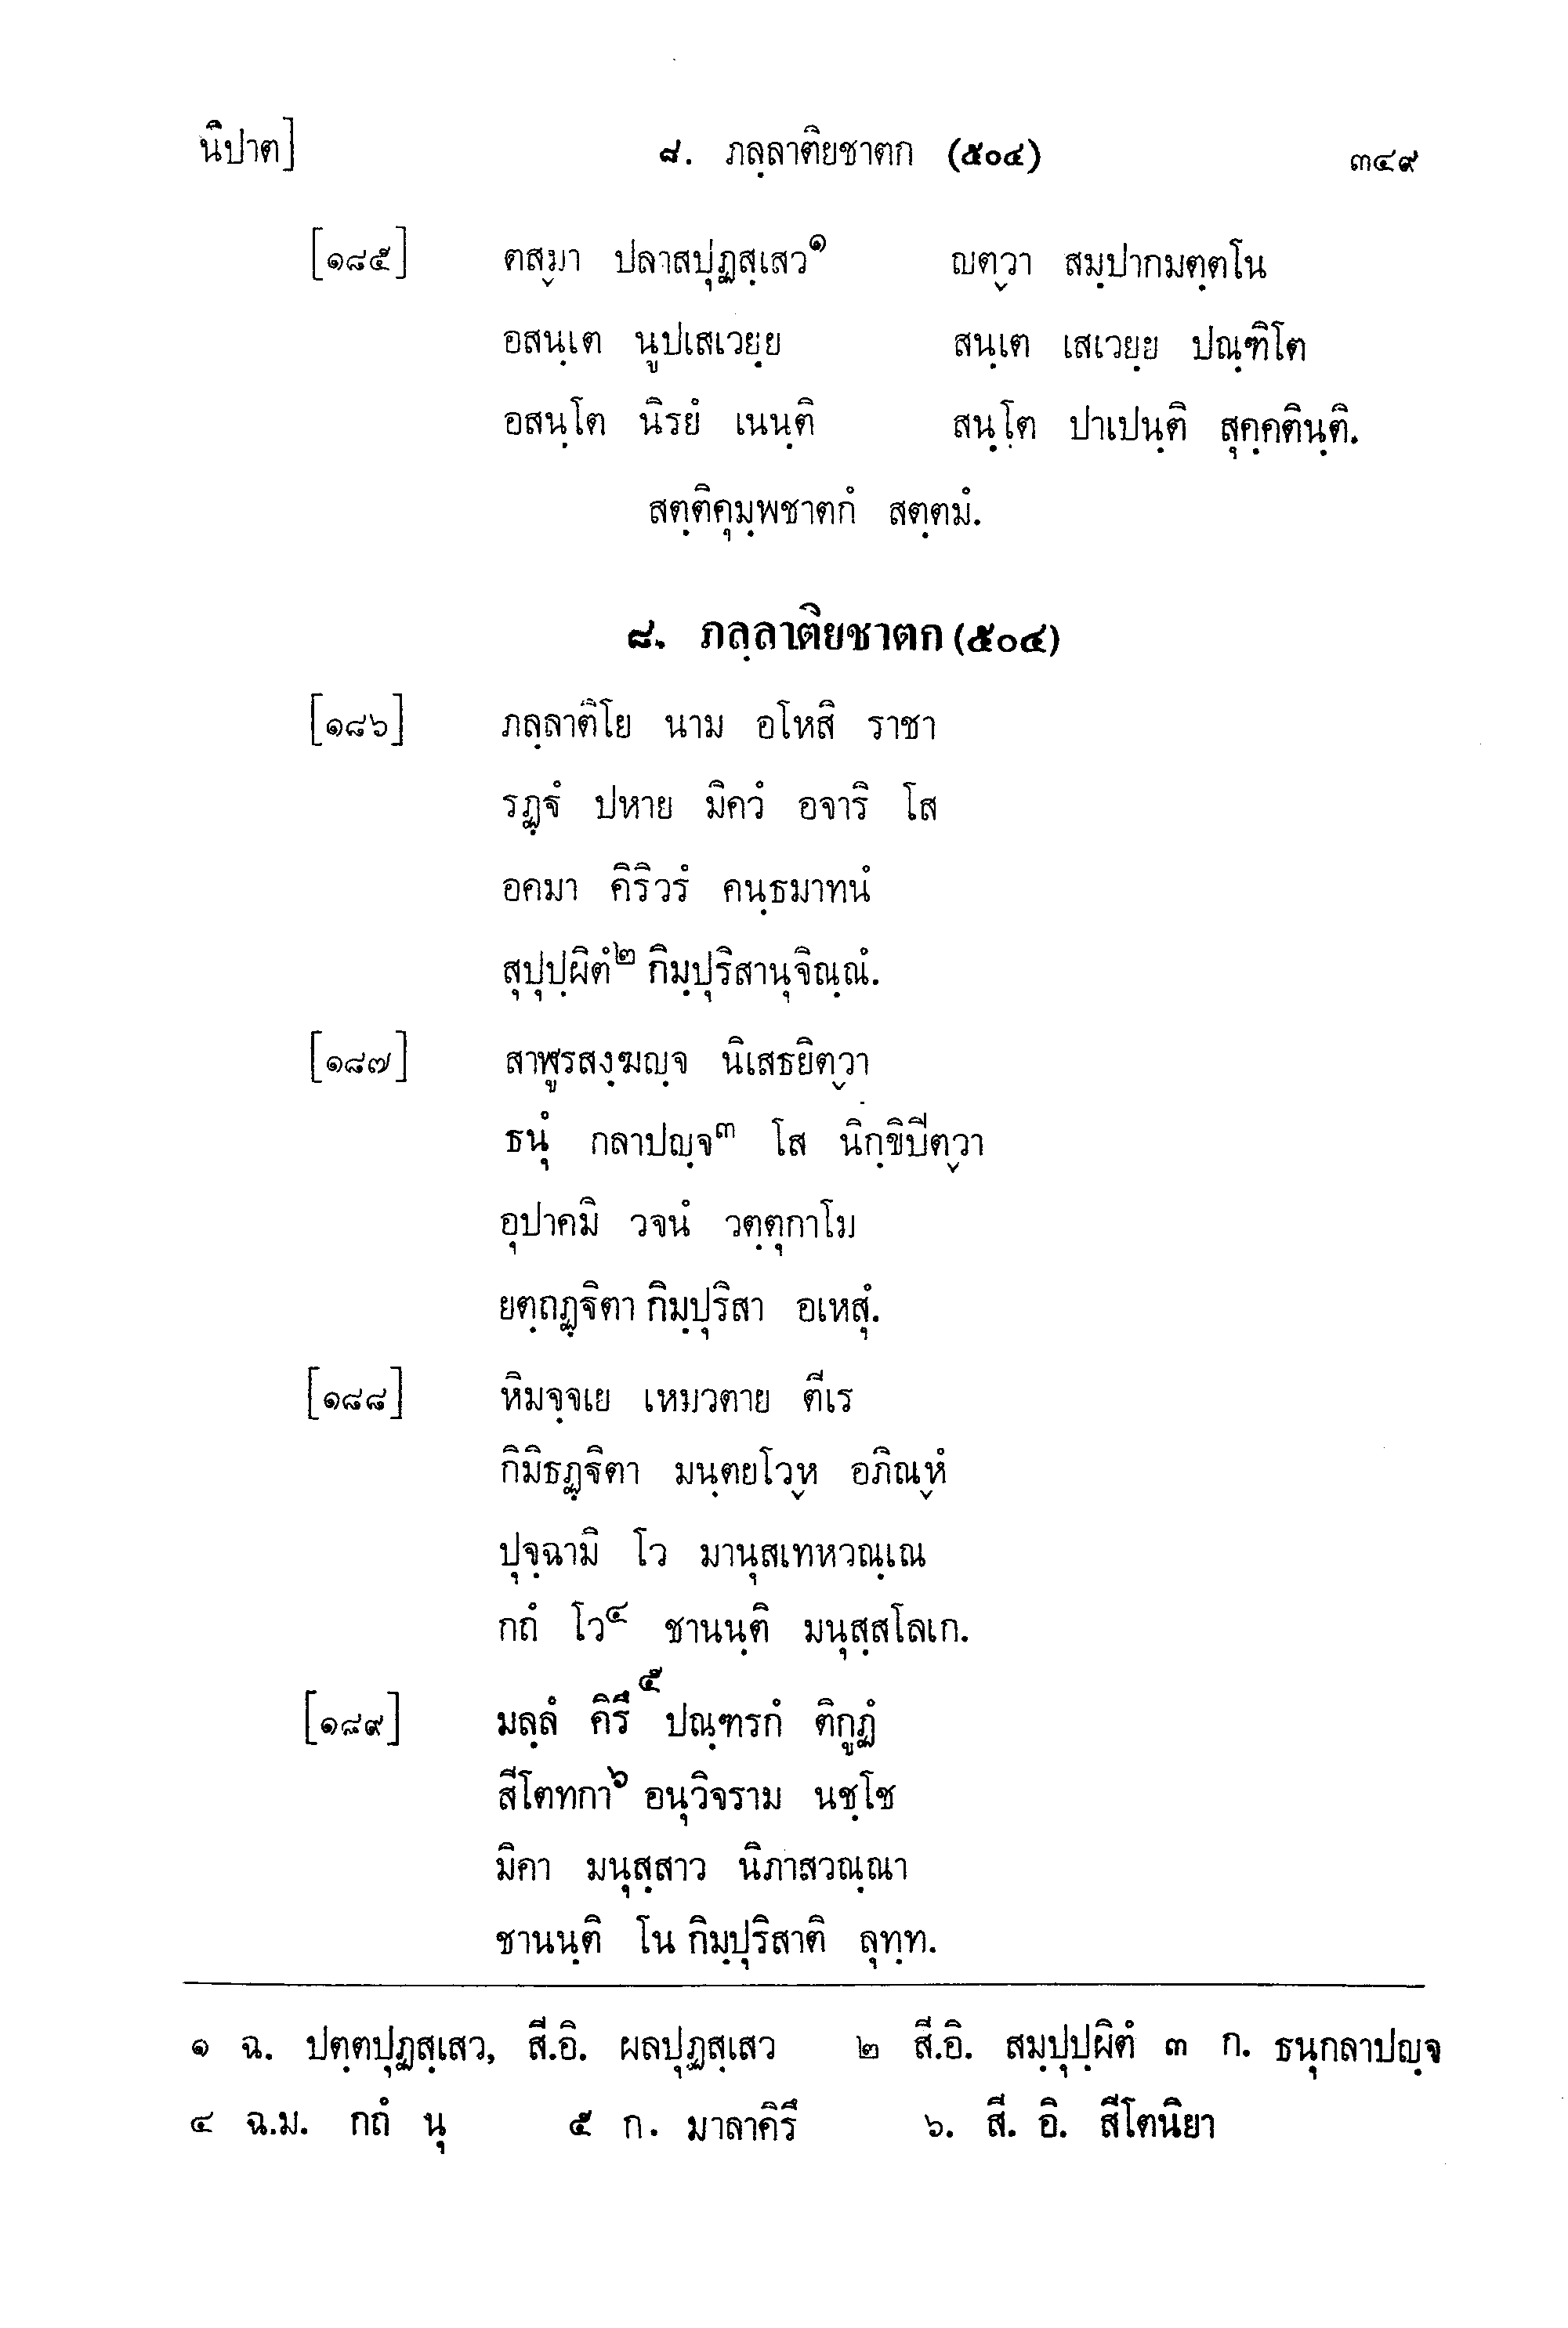 นิปาต] ๘. ภลฺลาติยชาตก (๕๐๔) ๓๔๙
[๑๘๕] ตสฺมา ปลาสปุฏสฺเสว๑ ญตฺวา สมฺปากมตฺตโน
อสนฺเต นูปเสเวยฺย สนฺเต เสเวยฺย ปณฺฑิโต
อสนฺโต นิรยํ เนนฺติ สนฺโต ปาเปนฺติ สุคฺคตินฺติ.
สตฺติคุมฺพชาตกํ สตฺตมํ.
๘. ภลฺลาติยชาตก (๕๐๔)
[๑๘๖] ภลฺลาติโย นาม อโหสิ ราชา
รฏฺฐํ ปหาย มิควํ อจาริ โส
อคมา คิริวรํ คนฺธมาทนํ
สุปุปฺผิตํ๒ กิมฺปุริสานุจิณฺณํ.
[๑๘๗] สาฬูรสงฺฆญฺจ นิเสธยิตฺวา
ธนุํ กลาปญฺจ๓ โส นิกฺขิปีตฺวา
อุปาคมิ วจนํ วตฺตุกาโม
ยตฺถฏฺฐิตา กิมฺปุริสา อเหสุํ.
[๑๘๘] หิมจฺจเย เหมวตาย ตีเร
กิมิธฏฺฐิตา มนฺตยโวฺห อภิณฺหํ
ปุจฺฉามิ โว มานุสเทหวณฺเณ
กถํ โว๔ ชานนฺติ มนุสฺสโลเก.
[๑๘๙] มลฺลํ คิรึ๕ ปณฺฑรกํ ติกูฏํ
สีโตทกา๖ อนุวิจราม นชฺโช
มิคา มนุสฺสาว นิภาสวณฺณา
ชานนฺติ โน กิมฺปุริสาติ ลุทฺท.
๑ ฉ. ปตฺตปุฏสฺเสว, สี.อิ. ผลปุฏสฺเสว ๒ สี.อิ. สมฺปุปฺผิตํ ๓ ก. ธนุกลาปญฺจ
๔ ฉ.ม. กถํ นุ ๕ ก. มาลาคิรึ ๖. สี. อิ. สีโตนิยา